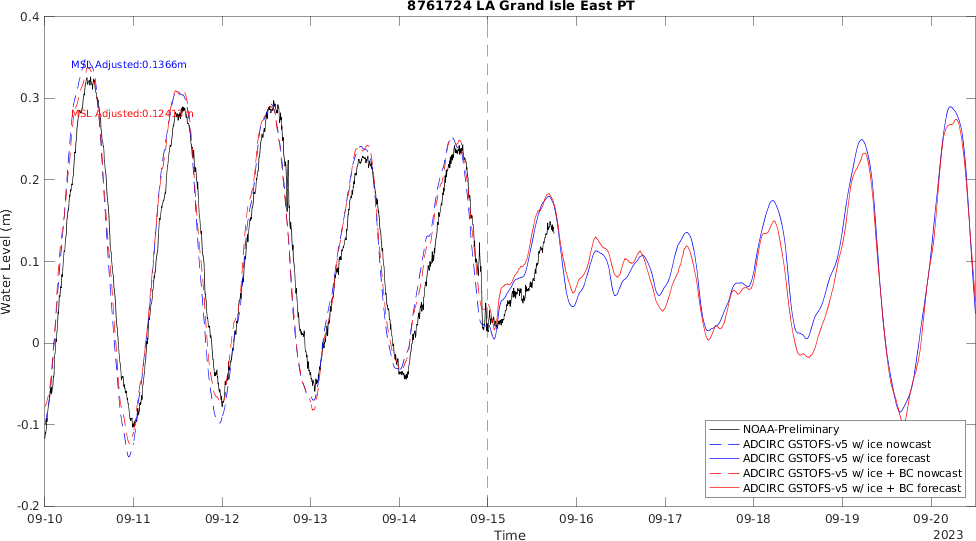 8761724 LA Grand Isle East PT
0.4
0.3
0.2
0.1
0
-0.1
-0.2
Water Level (m)
MSL Adjusted:0.1366m
MSL Adjusted:
NOAA-Preliminary
ADCIRC GSTOFS-v5 w/ ice nowcast
ADCIRC GSTOFS-v5 w/ ice forecast
ADCIRC GSTOFS-v5 w/ ice + BC nowcast
ADCIRC GSTOFS-v5 w/ ice + BC forecast
09-10 09-11 09-12 09-13 09-14 09-15 09-16 09-17 09-18 09-19 09-20
Time
2023